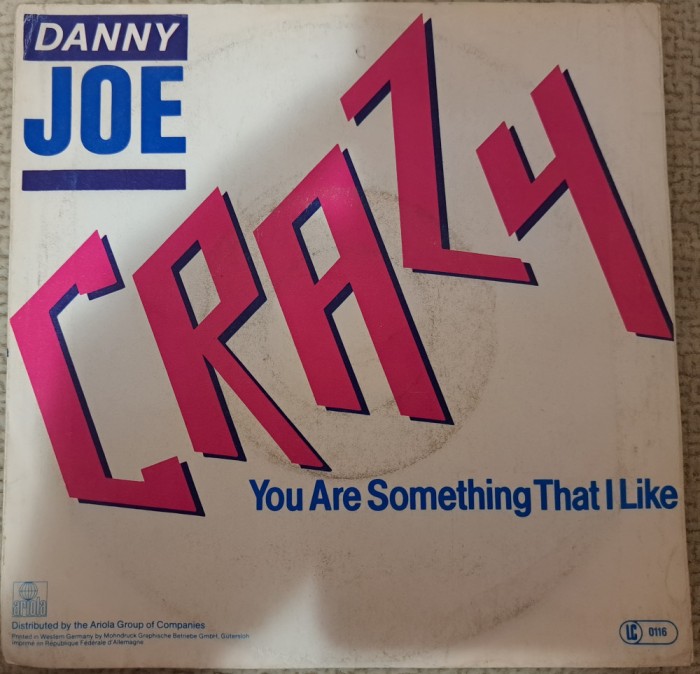 DANNY
JOE
CRAZY
You Are Something That I Like
ariola
Distributed by the Ariola Group of Companies
Printed in Western Germany by Mohndruck Graphische Betriebe GmbH, Gütersloh
Imprimé en République Fédérale d'Allemagne
LC 0116